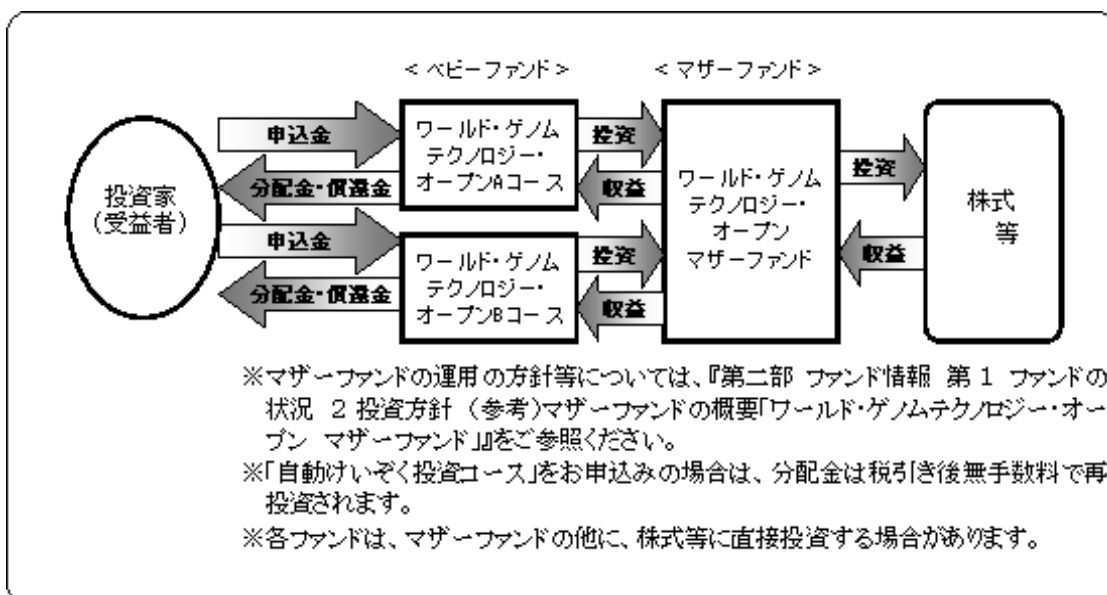 ＜ベビーファンド＞
＜マザーファンド＞
投資家
（受益者）
申込金
分配金・償還金
申込金
分配金・償還金
ワールド・ゲノム
テクノロジー・
オープンAコース
ワールド・ゲノム
テクノロジー・
オープンBコース
投資
収益
投資
収益
ワールド・ゲノム
テクノロジー・
オープン
マザーファンド
投資
収益
株式
等
※マザーファンドの運用の方針等については、『第二部 ファンド情報 第１ ファンドの
状況 ２ 投資方針 （参考）マザーファンドの概要「ワールド・ゲノムテクノロジー・オー
プン マザーファンド」』をご参照ください。
※「自動けいぞく投資コース」をお申込みの場合は、分配金は税引き後無手数料で再
投資されます。
※各ファンドは、マザーファンドの他に、株式等に直接投資する場合があります。